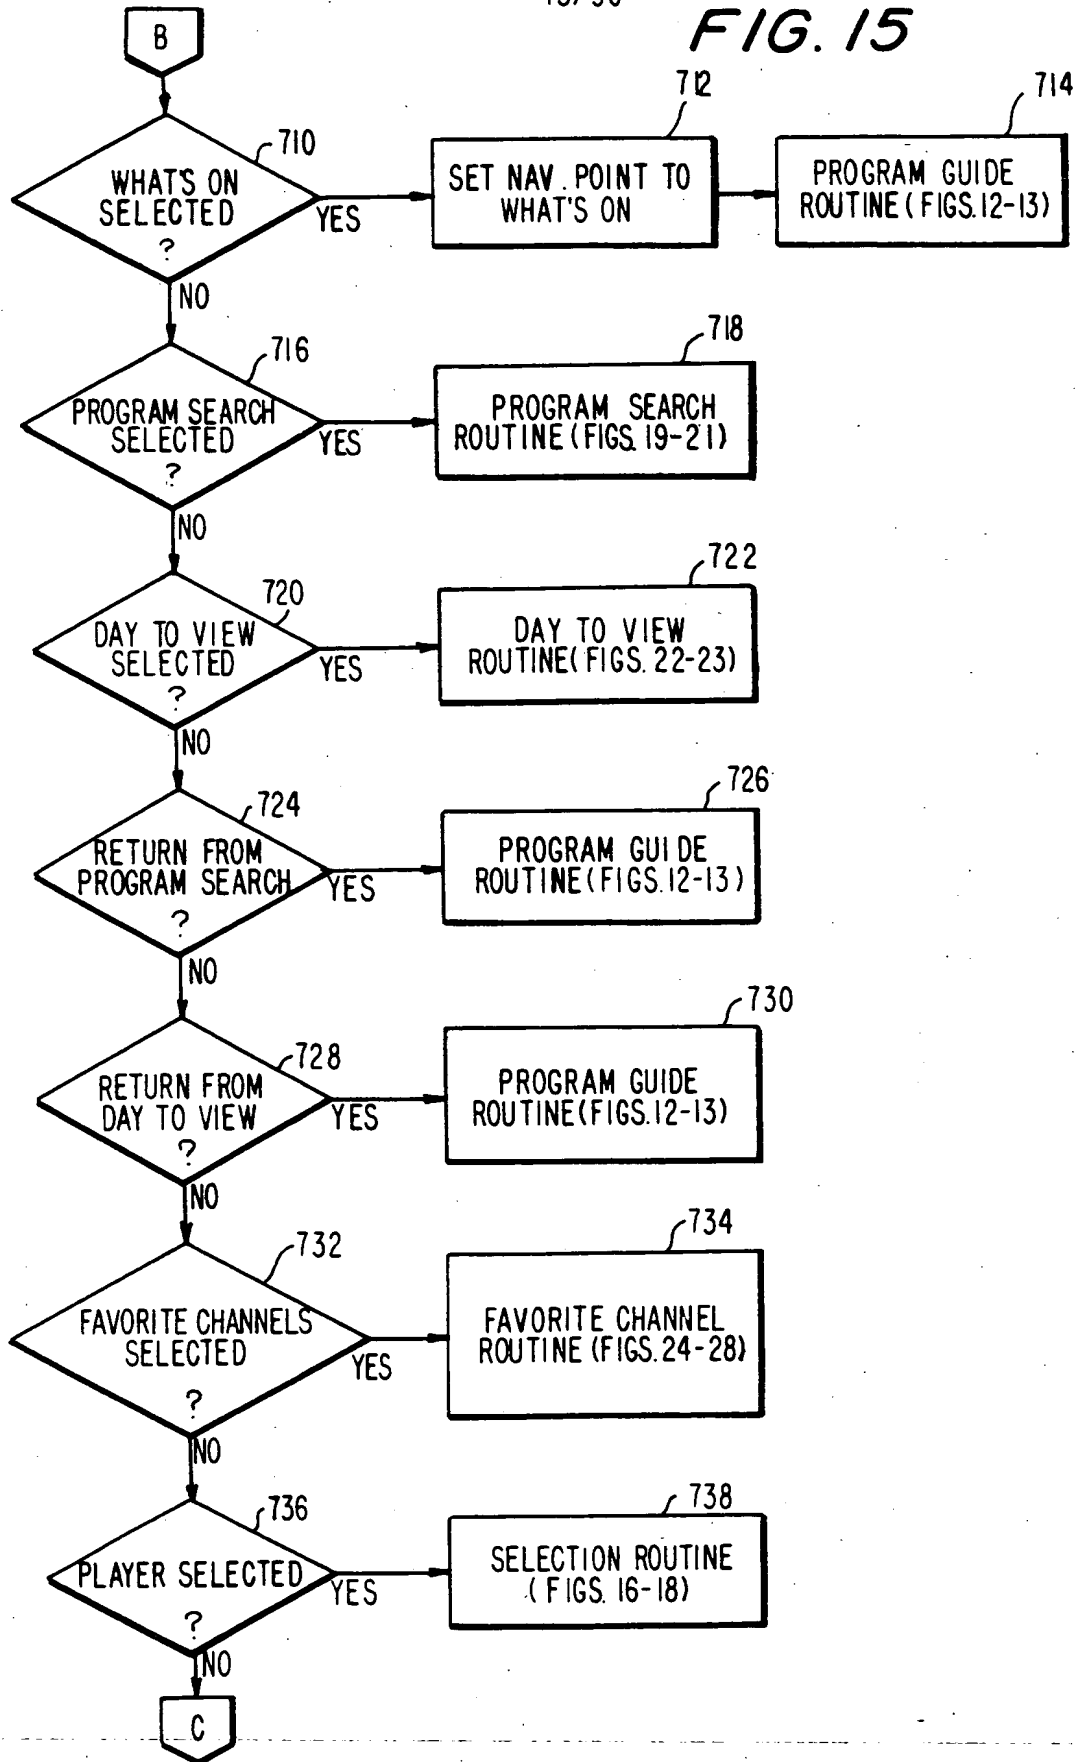 FIG. 15
B
710
WHAT'S ON
SELECTED
?
YES
NO
712
SET NAV. POINT TO
WHAT'S ON
714
PROGRAM GUIDE
ROUTINE (FIGS. 12-13)
716
PROGRAM SEARCH
SELECTED
?
YES
NO
718
PROGRAM SEARCH
ROUTINE (FIGS. 19-21)
720
DAY TO VIEW
SELECTED
?
YES
NO
722
DAY TO VIEW
ROUTINE (FIGS. 22-23)
724
RETURN FROM
PROGRAM SEARCH
?
YES
NO
726
PROGRAM GUIDE
ROUTINE (FIGS. 12-13)
728
RETURN FROM
DAY TO VIEW
?
YES
NO
730
PROGRAM GUIDE
ROUTINE (FIGS. 12-13)
732
FAVORITE CHANNELS
SELECTED
?
YES
NO
734
FAVORITE CHANNEL
ROUTINE (FIGS. 24-28)
736
PLAYER SELECTED
?
YES
NO
738
SELECTION ROUTINE
(FIGS. 16-18)
C